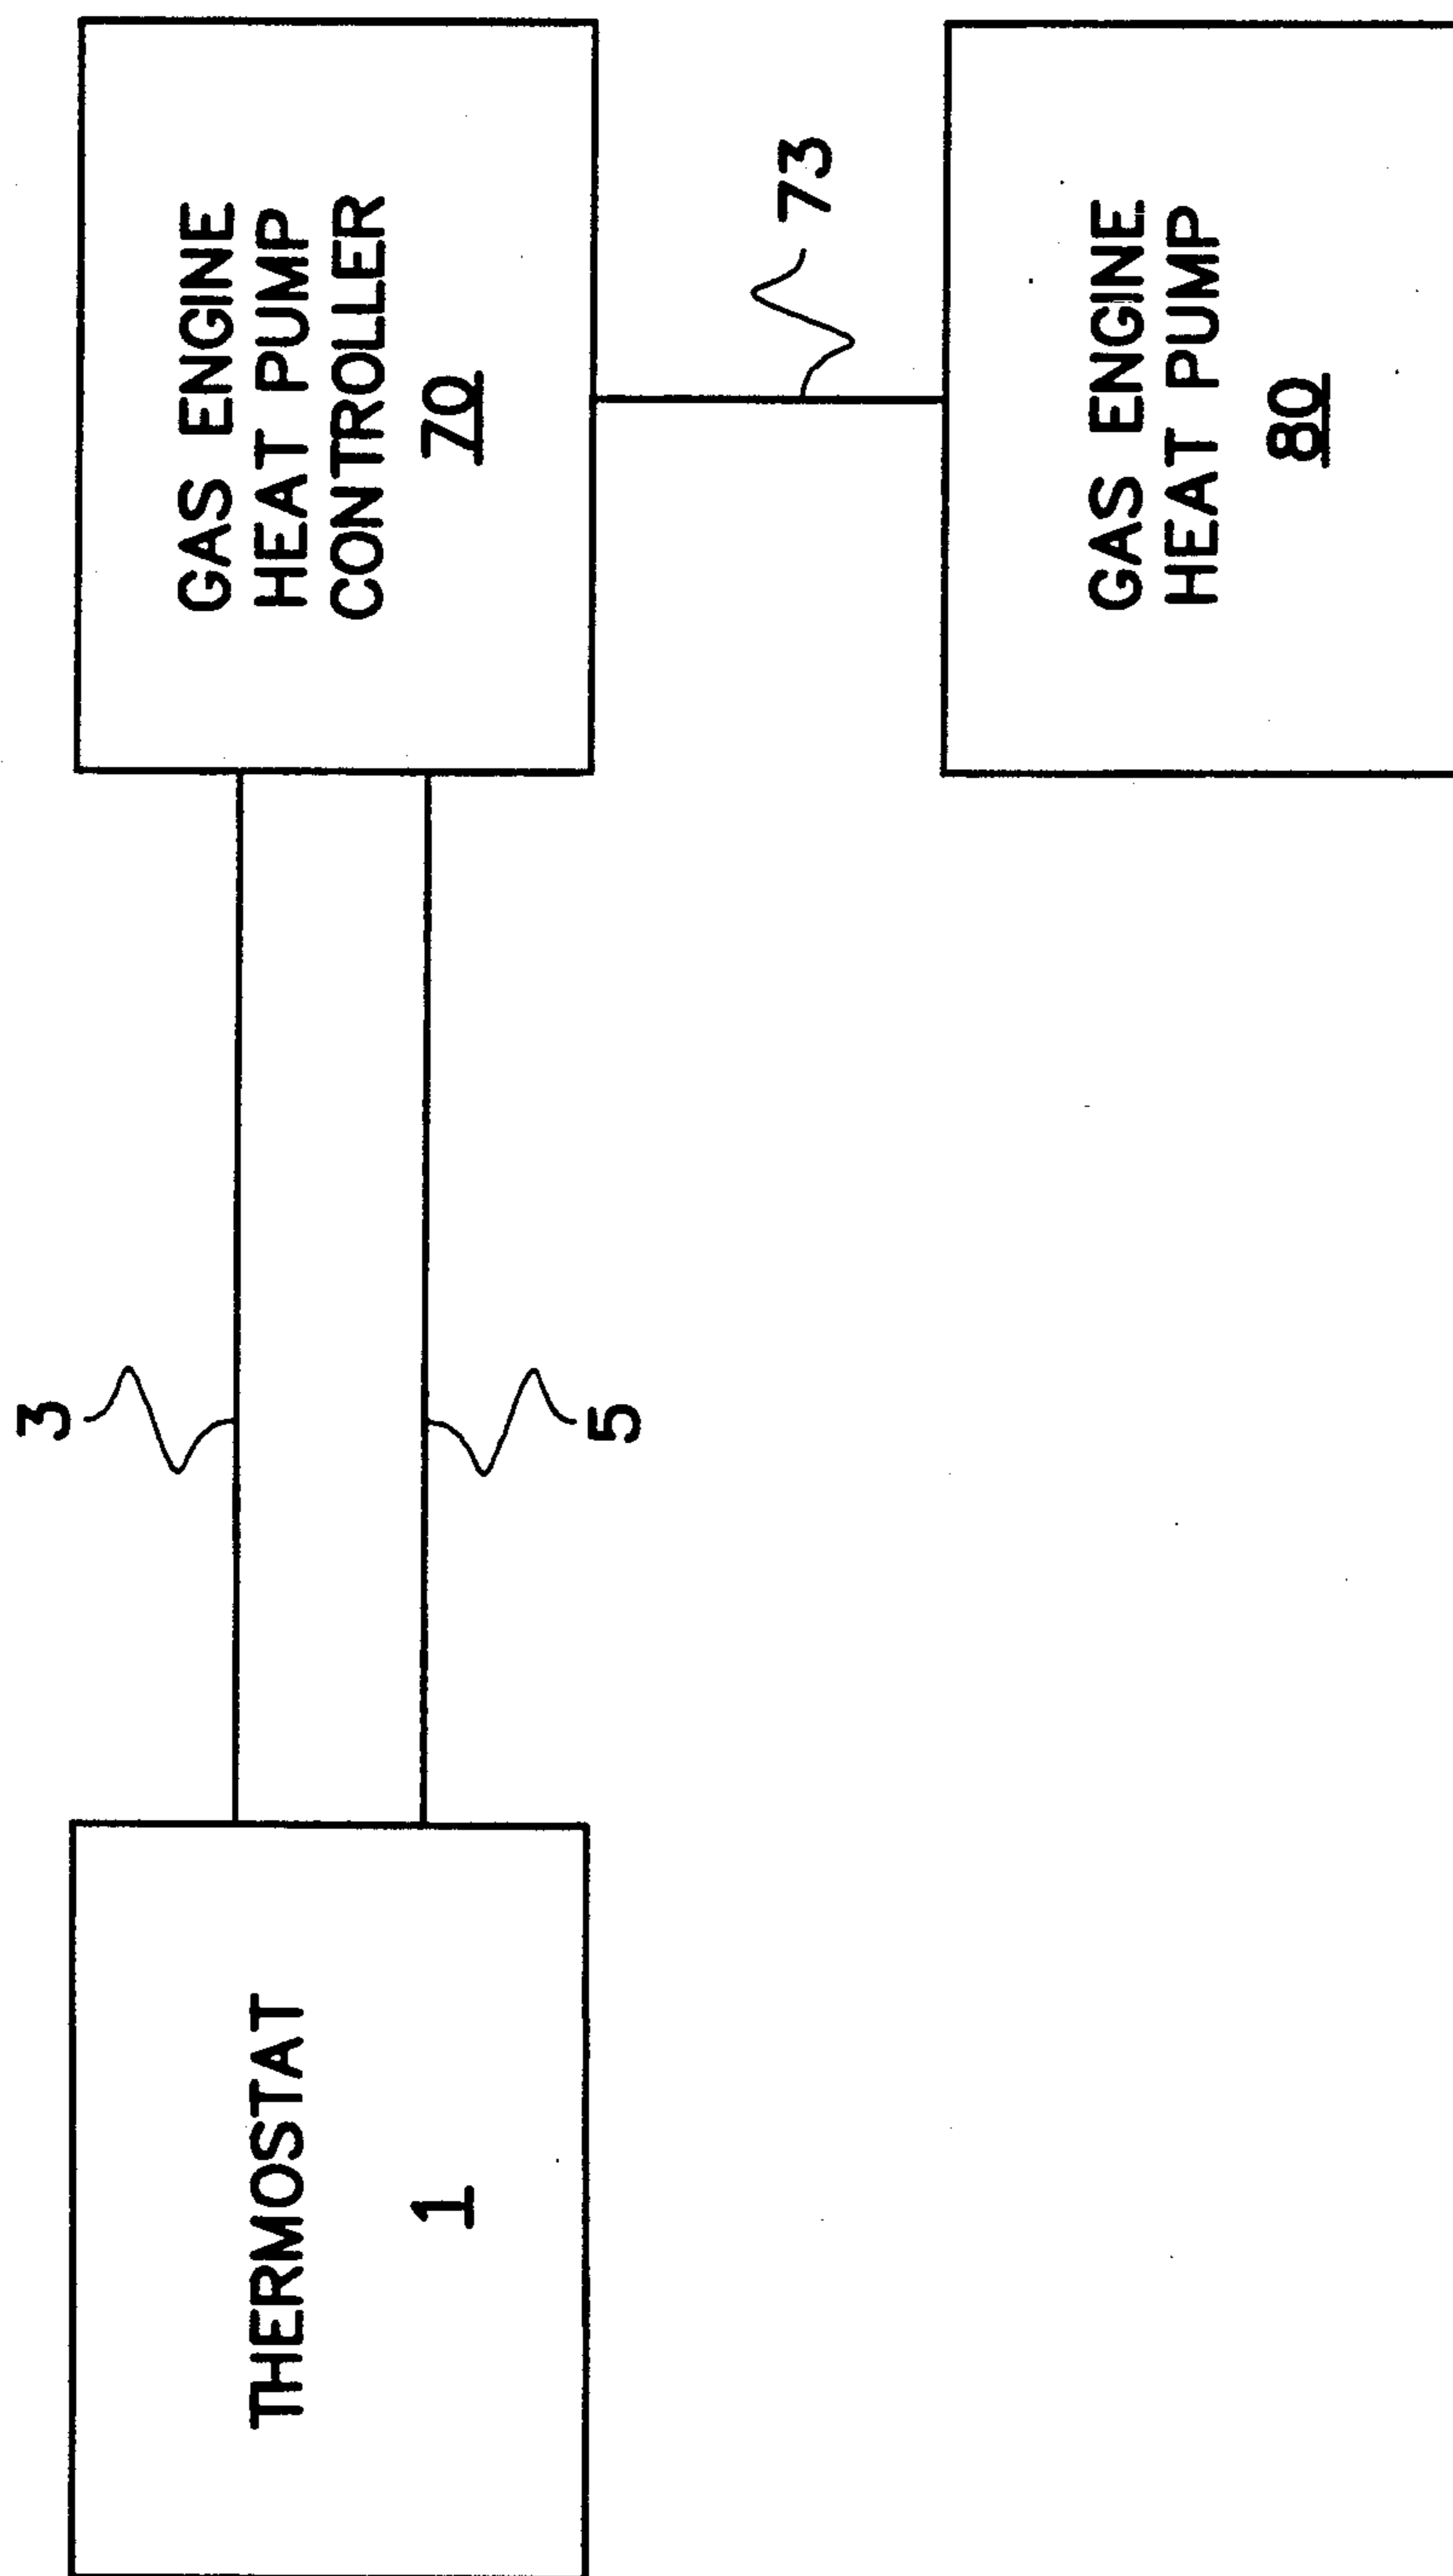 THERMOSTAT
1
3
5
GAS ENGINE
HEAT PUMP
CONTROLLER
70
73
GAS ENGINE
HEAT PUMP
80